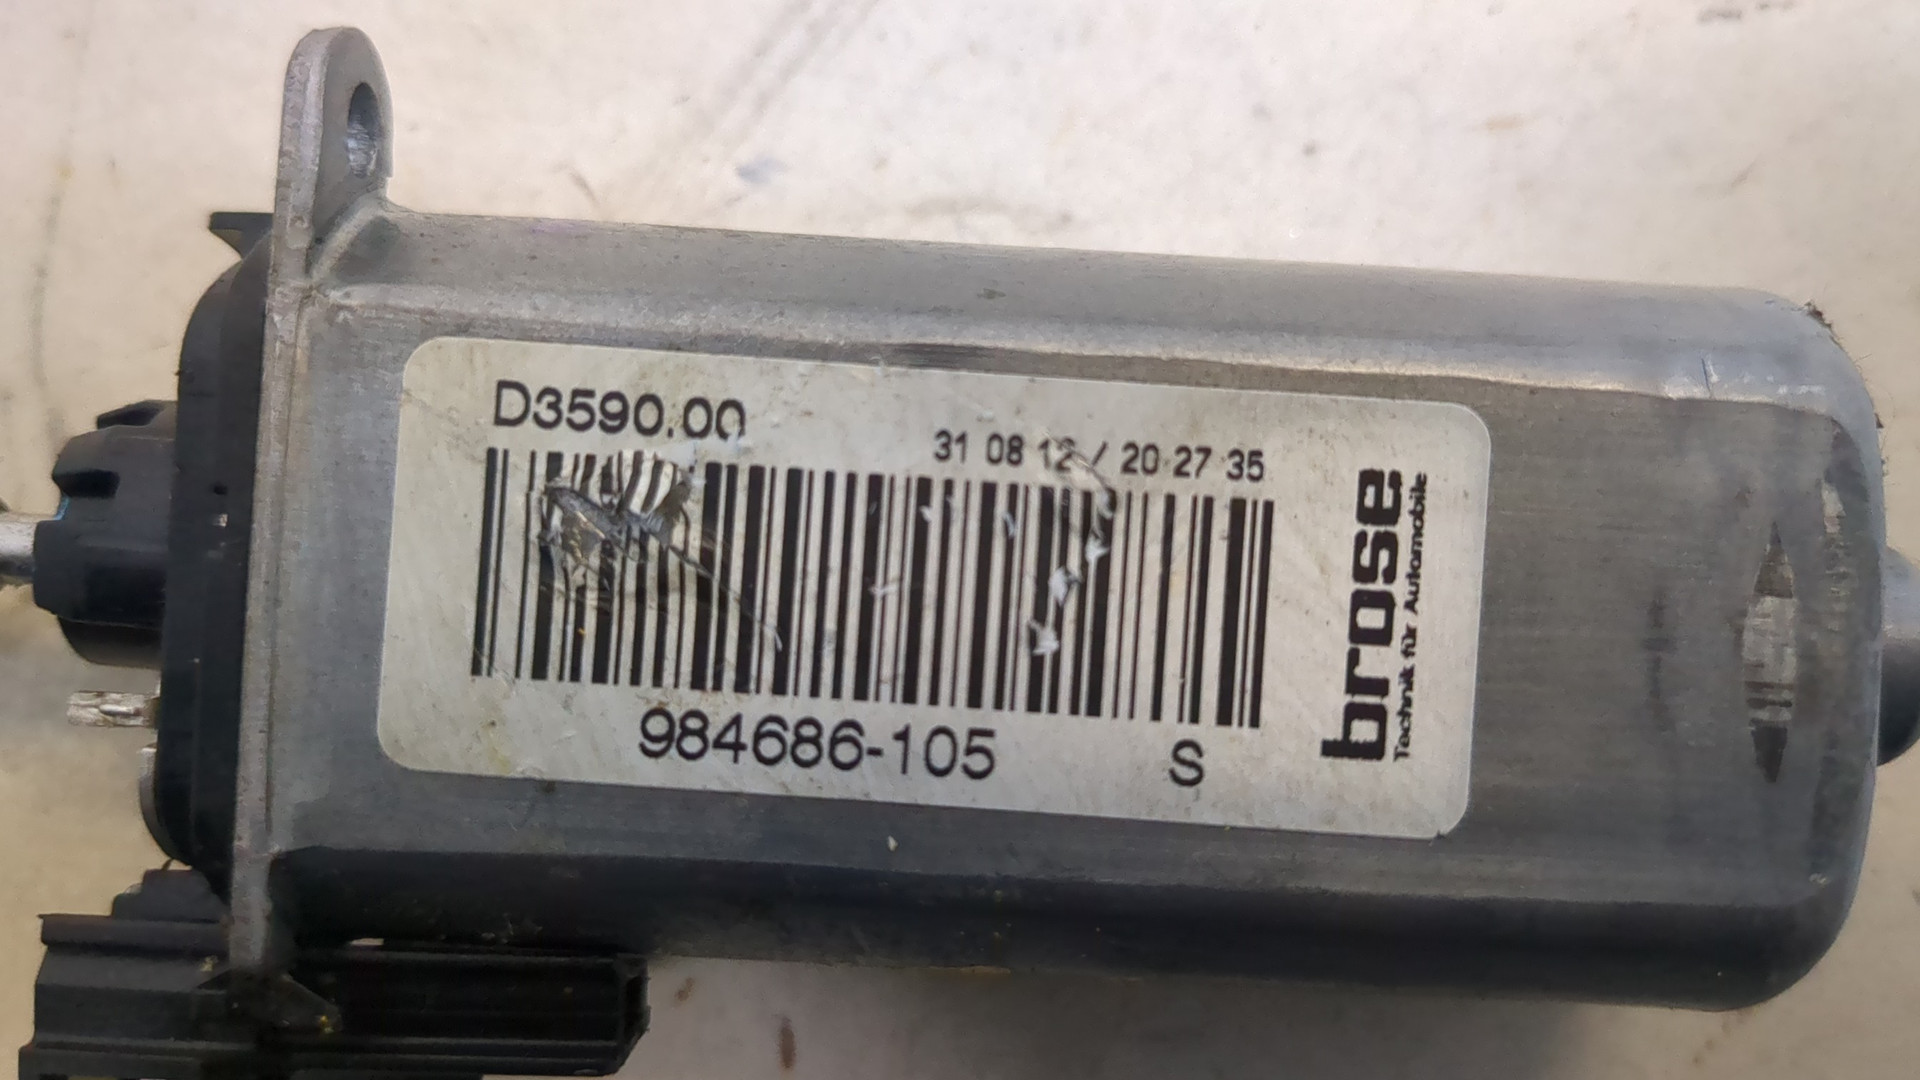 D3590.00
31 08 12 / 20 27 35
984686-105 S
brose
Technik für Automobile